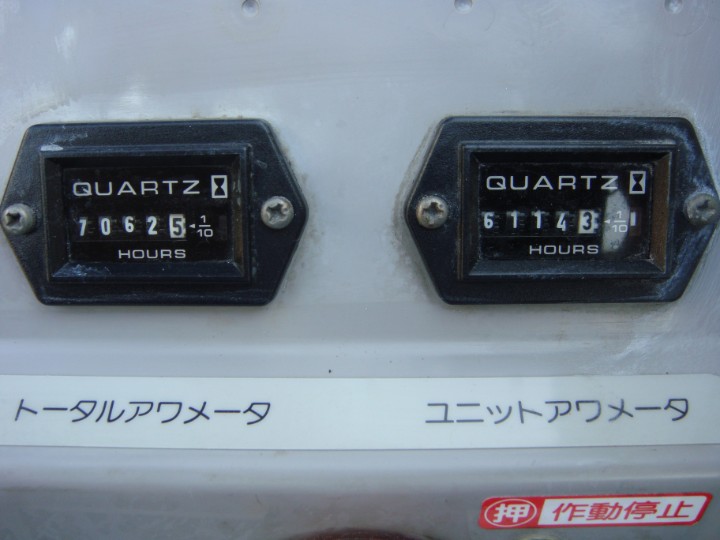 QUARTZ
70625 1/10
HOURS
QUARTZ
61143 1/10
HOURS
トータルアワメータ
ユニットアワメータ
押 作動停止